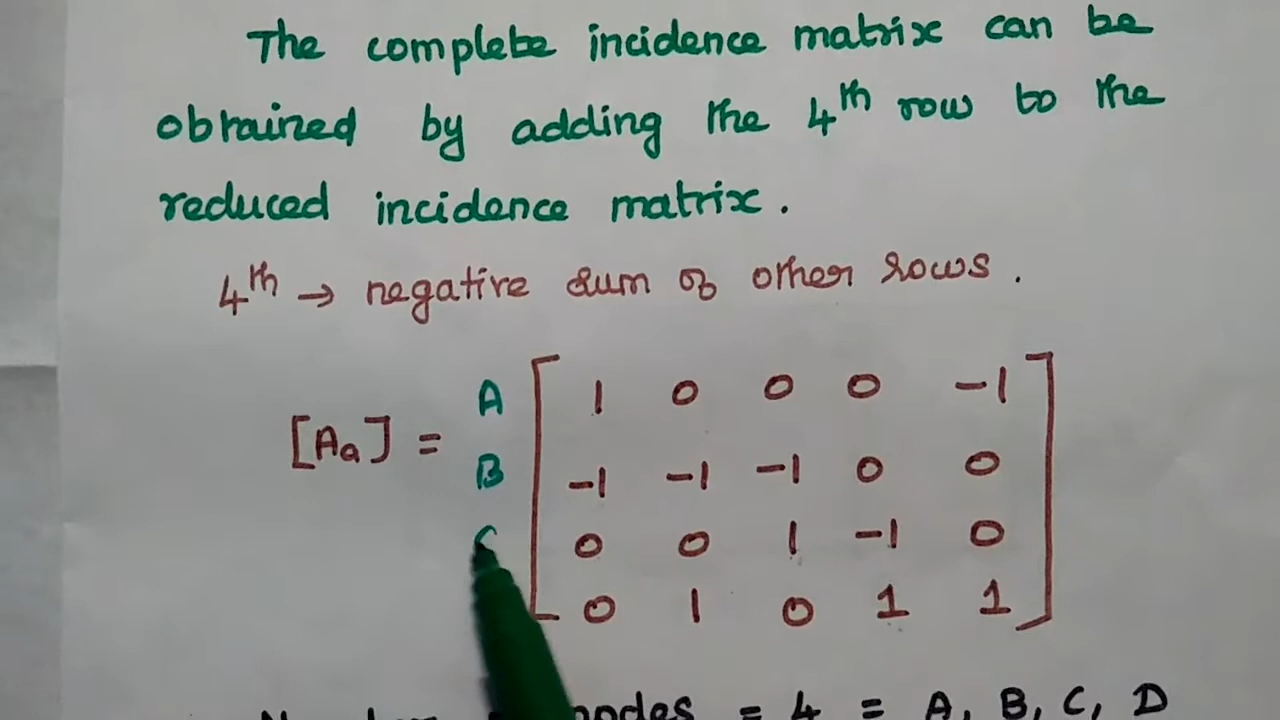 The complete incidence matrix can be
obtained by adding the 4th row to the
reduced incidence matrix.
4th → negative sum of other rows.
A 1 0 0 0 -1
[Aa] =
B -1 -1 -1 0 0
C 0 0 1 -1 0
0 1 0 1 1
nodes = 4 = A, B, C, D